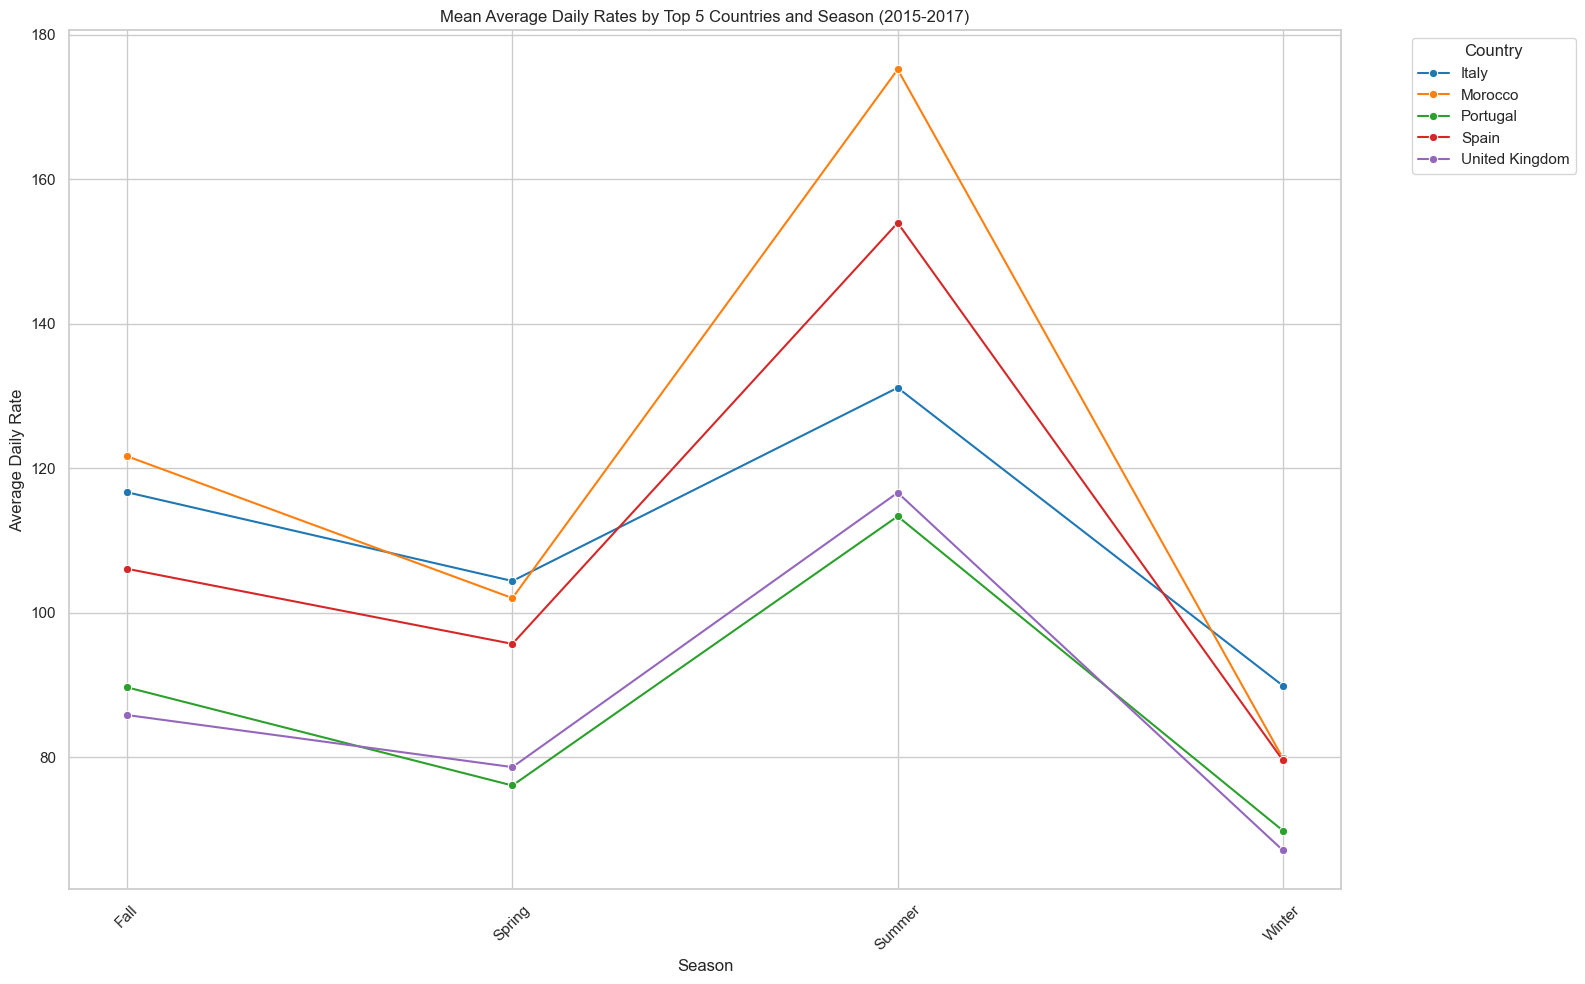 Mean Average Daily Rates by Top 5 Countries and Season (2015-2017)
Country
Italy
Morocco
Portugal
Spain
United Kingdom
Average Daily Rate
180
160
140
120
100
80
Fall
Spring
Summer
Winter
Season